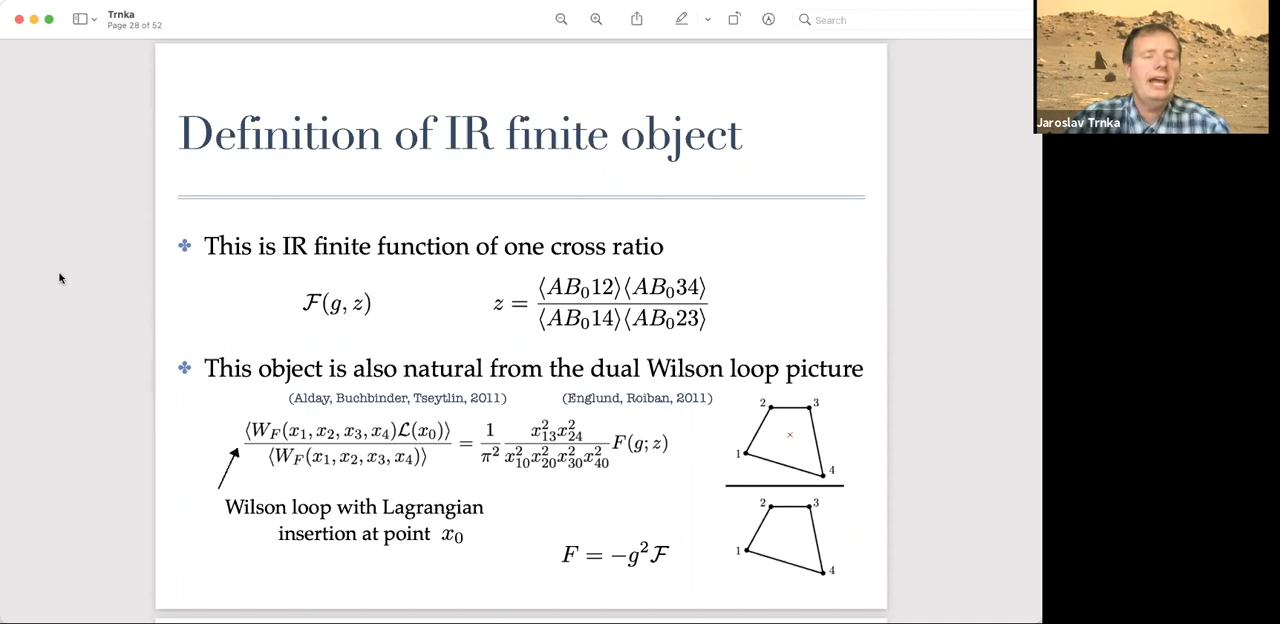 Trnka
Page 28 of 52
Search
Jaroslav Trnka
Definition of IR finite object
✤ This is IR finite function of one cross ratio
ℱ(g, z)    z = ⟨AB₀12⟩⟨AB₀34⟩ / ⟨AB₀14⟩⟨AB₀23⟩
✤ This object is also natural from the dual Wilson loop picture
(Alday, Buchbinder, Tseytlin, 2011)    (Englund, Roiban, 2011)
⟨W_F(x₁, x₂, x₃, x₄)ℒ(x₀)⟩ / ⟨W_F(x₁, x₂, x₃, x₄)⟩ = 1/π² x²₁₃x²₂₄ / x²₁₀x²₂₀x²₃₀x²₄₀ F(g; z)
2 3
× 
1
4
2 3
1
4
Wilson loop with Lagrangian
insertion at point x₀
F = −g²ℱ